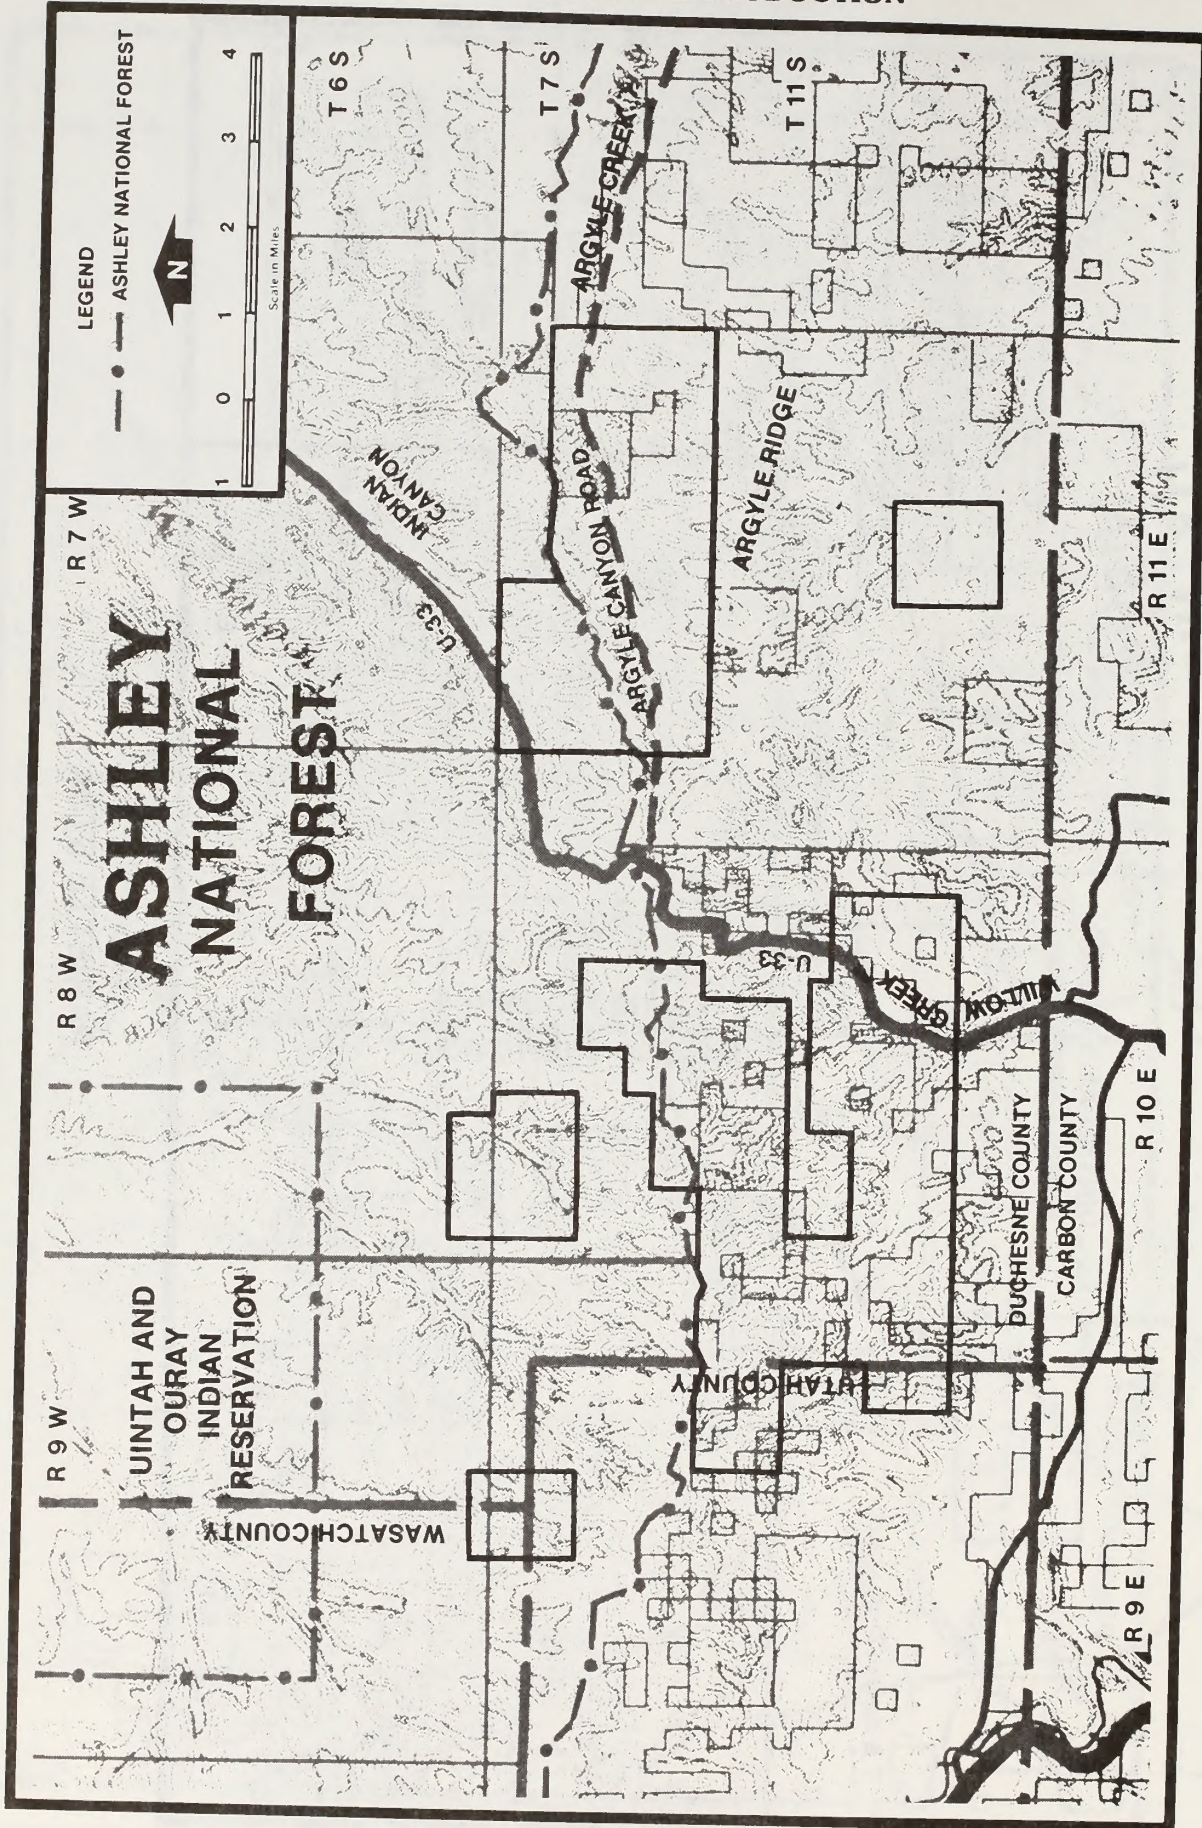 LEGEND
ASHLEY NATIONAL FOREST
N
1 0 1 2 3 4
Scale in Miles
R 9 W
R 8 W
R 7 W
T 6 S
T 7 S
T 11 S
UINTAH AND
OURAY
INDIAN
RESERVATION
ASHLEY
NATIONAL
FOREST
WASATCH COUNTY
UTAH COUNTY
INDIAN
CANYON
U-33
ARGYLE CREEK
ARGYLE CANYON ROAD
ARGYLE RIDGE
U-33
WILLOW
CREEK
DUCHESNE COUNTY
CARBON COUNTY
R 9 E
R 10 E
R 11 E